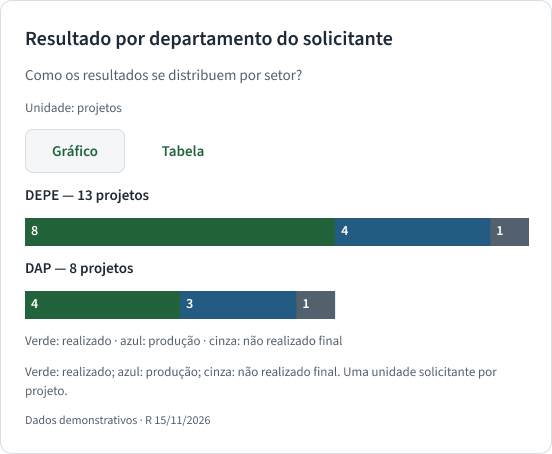 Resultado por departamento do solicitante
Como os resultados se distribuem por setor?
Unidade: projetos
Gráfico Tabela
DEPE — 13 projetos
8 4 1
DAP — 8 projetos
4 3 1
Verde: realizado · azul: produção · cinza: não realizado final
Verde: realizado; azul: produção; cinza: não realizado final. Uma unidade solicitante por
projeto.
Dados demonstrativos · R 15/11/2026